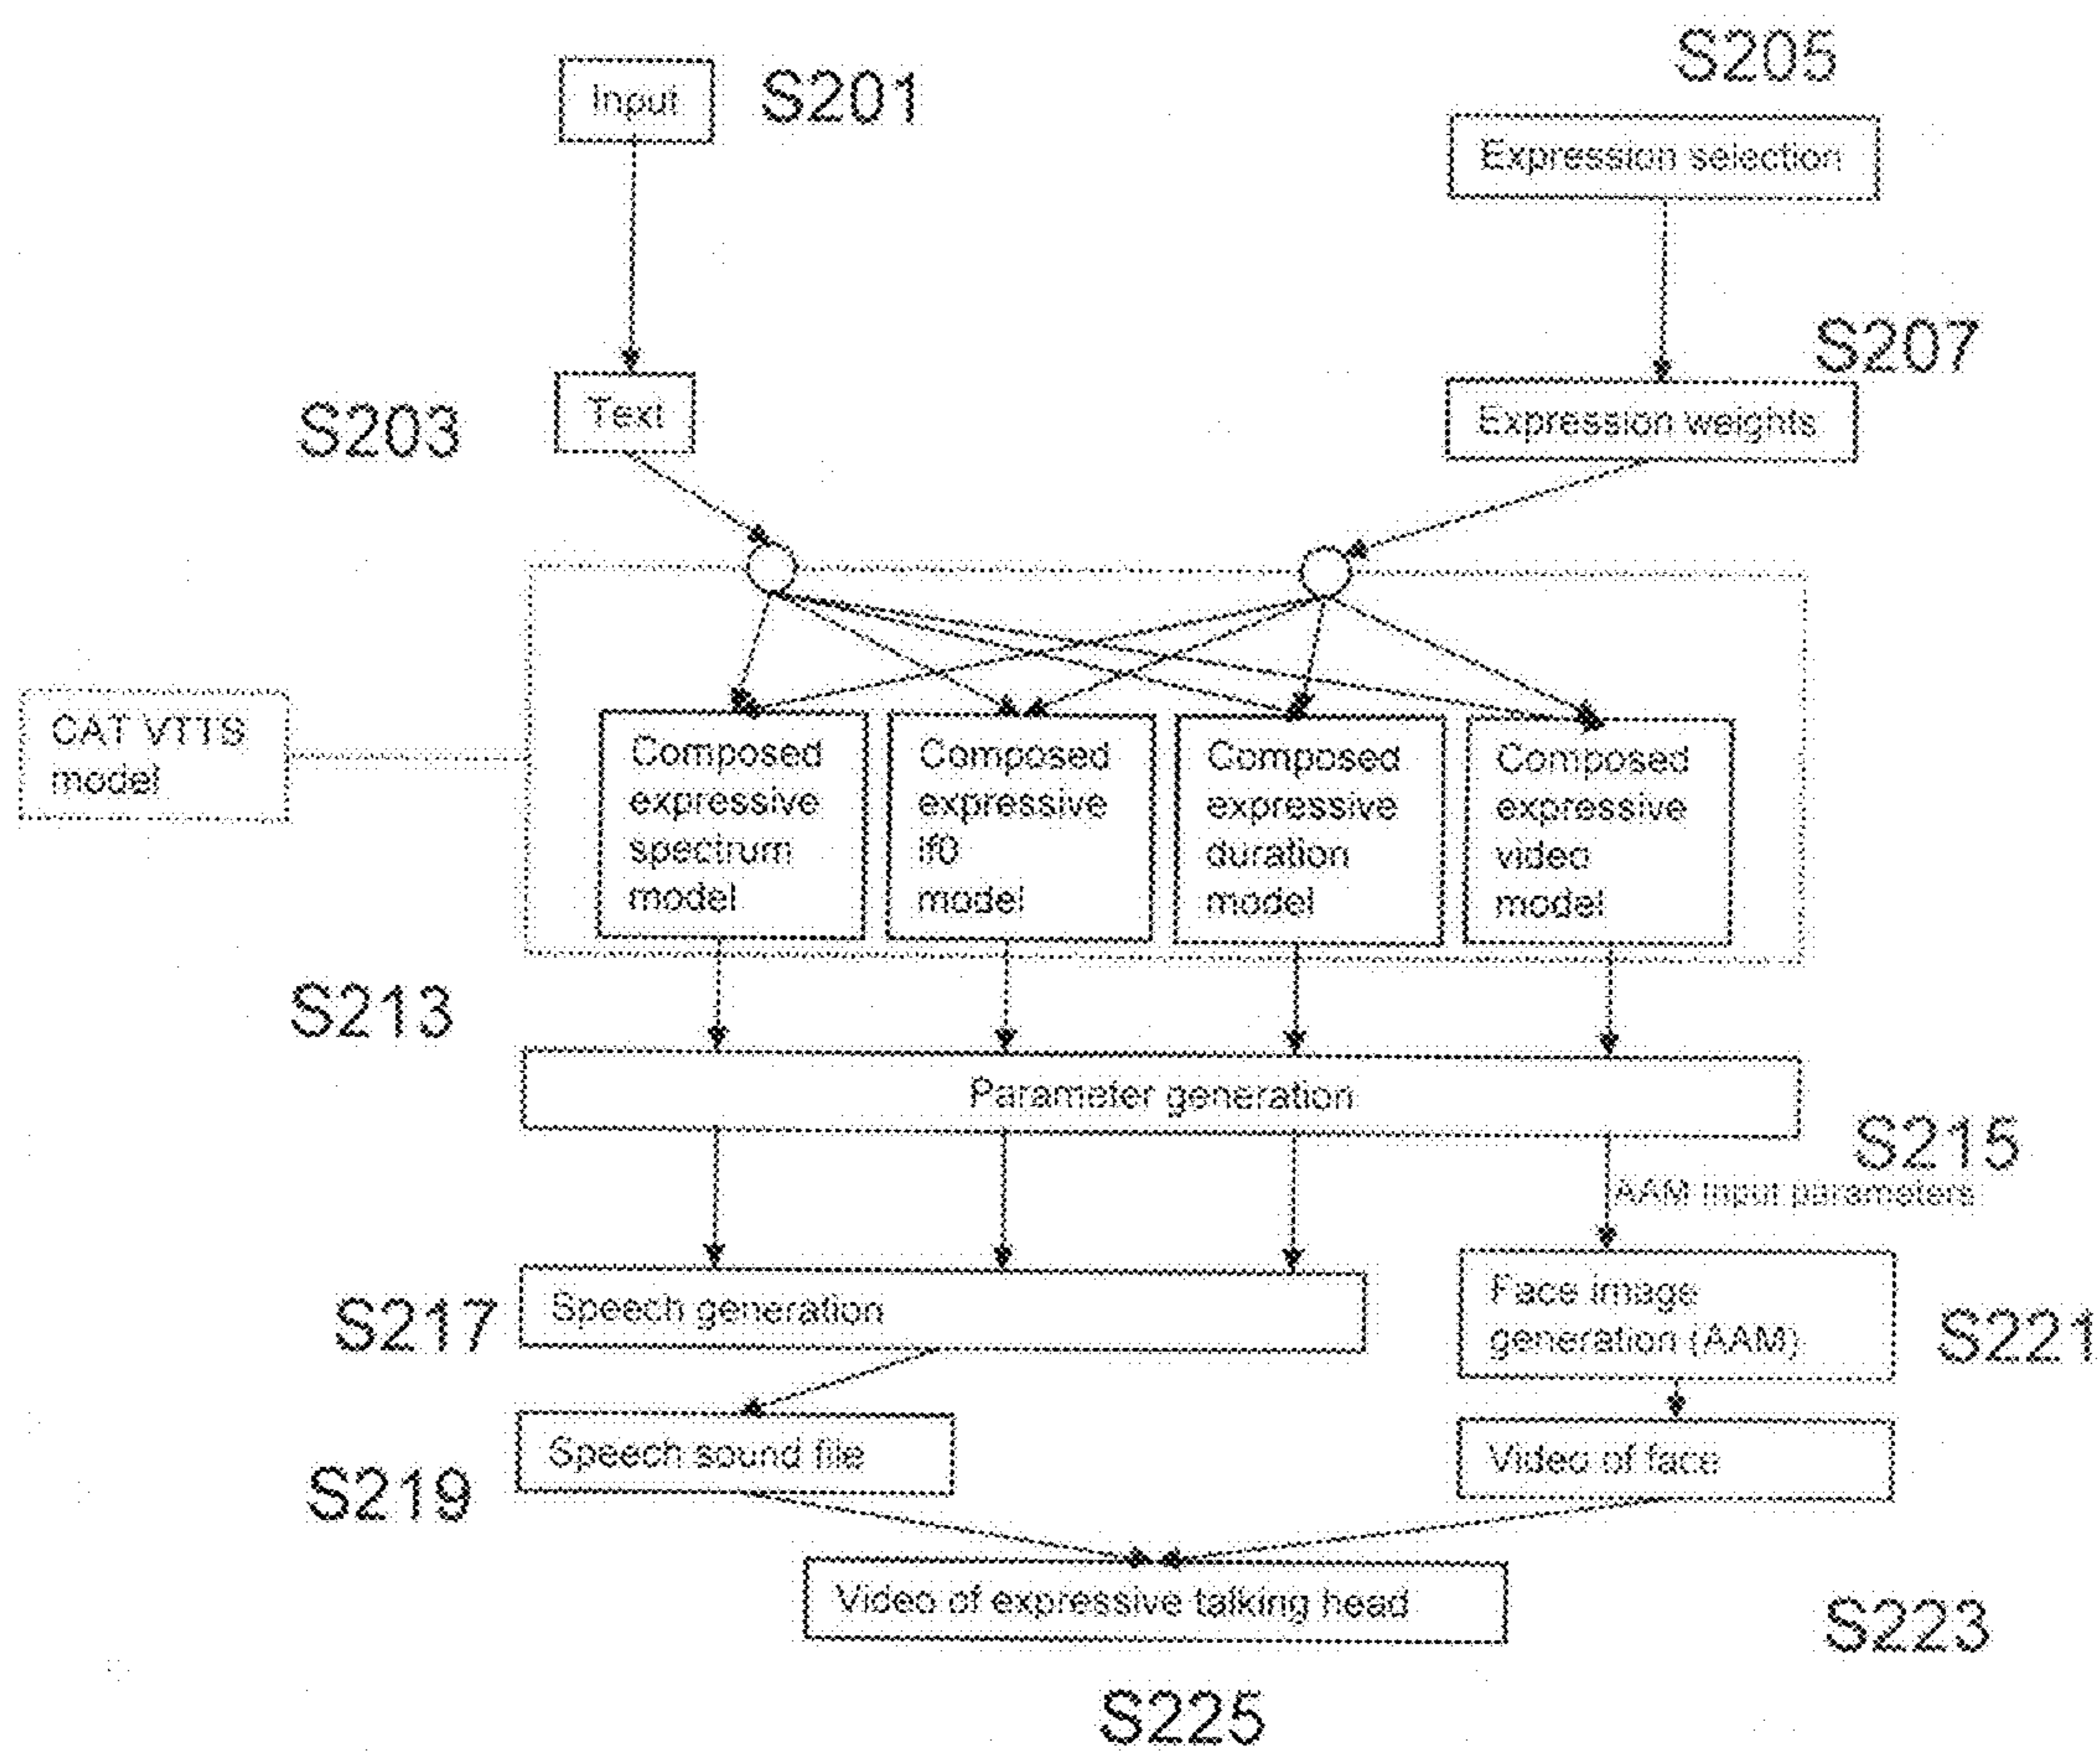 S201
Input
S205
Expression selection
S207
Expression weights
S203
Text
CAT VTTS
model
Composed
expressive
spectrum
model
Composed
expressive
lf0
model
Composed
expressive
duration
model
Composed
expressive
video
model
S213
Parameter generation
S215
AAM input parameters
S217
Speech generation
Face image
generation (AAM)
S221
S219
Speech sound file
Video of face
Video of expressive talking head
S223
S225